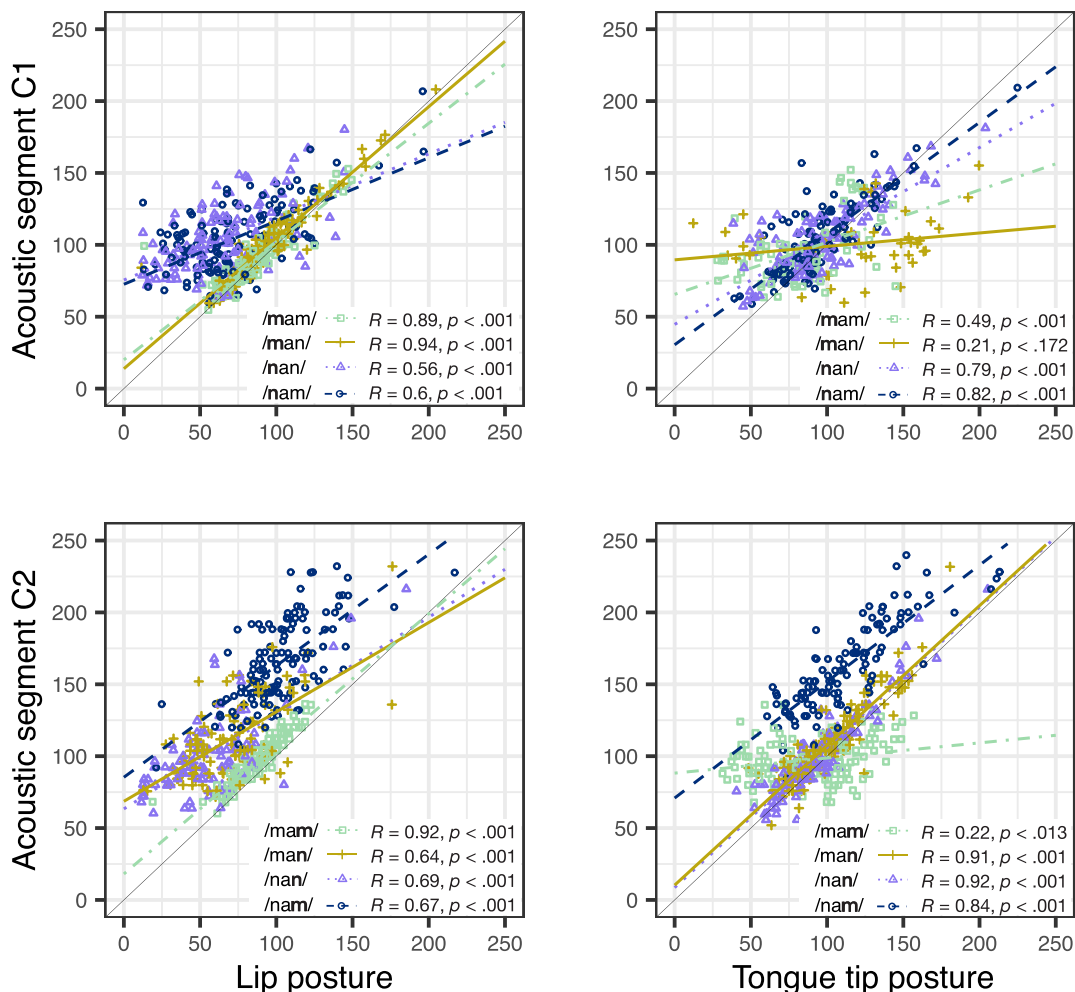 Acoustic segment C1
250
200
150
100
50
0
/mam/ R = 0.89, p < .001
/man/ R = 0.94, p < .001
/nan/ R = 0.56, p < .001
/nam/ R = 0.6, p < .001
0 50 100 150 200 250
250
200
150
100
50
0
/mam/ R = 0.49, p < .001
/man/ R = 0.21, p < .172
/nan/ R = 0.79, p < .001
/nam/ R = 0.82, p < .001
0 50 100 150 200 250
Acoustic segment C2
250
200
150
100
50
0
/mam/ R = 0.92, p < .001
/man/ R = 0.64, p < .001
/nan/ R = 0.69, p < .001
/nam/ R = 0.67, p < .001
0 50 100 150 200 250
Lip posture
250
200
150
100
50
0
/mam/ R = 0.22, p < .013
/man/ R = 0.91, p < .001
/nan/ R = 0.92, p < .001
/nam/ R = 0.84, p < .001
0 50 100 150 200 250
Tongue tip posture